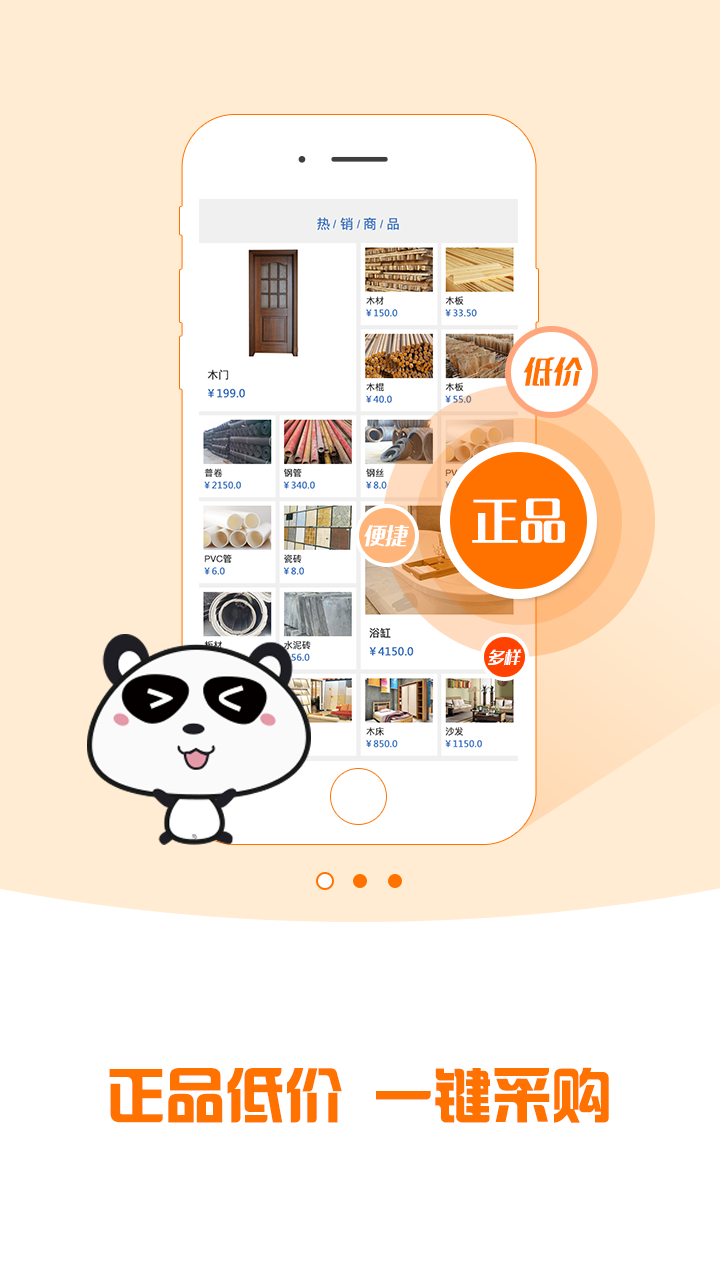 热/销/商/品
木门
¥199.0
木材
¥150.0
木板
¥33.50
木棍
¥40.0
木板
¥55.0
低价
普卷
¥2150.0
钢管
¥340.0
钢丝
¥8.0
PV
正品
便捷
PVC管
¥6.0
瓷砖
¥8.0
浴缸
¥4150.0
板材
水泥砖
56.0
多样
木床
¥850.0
沙发
¥1150.0
正品低价 一键采购